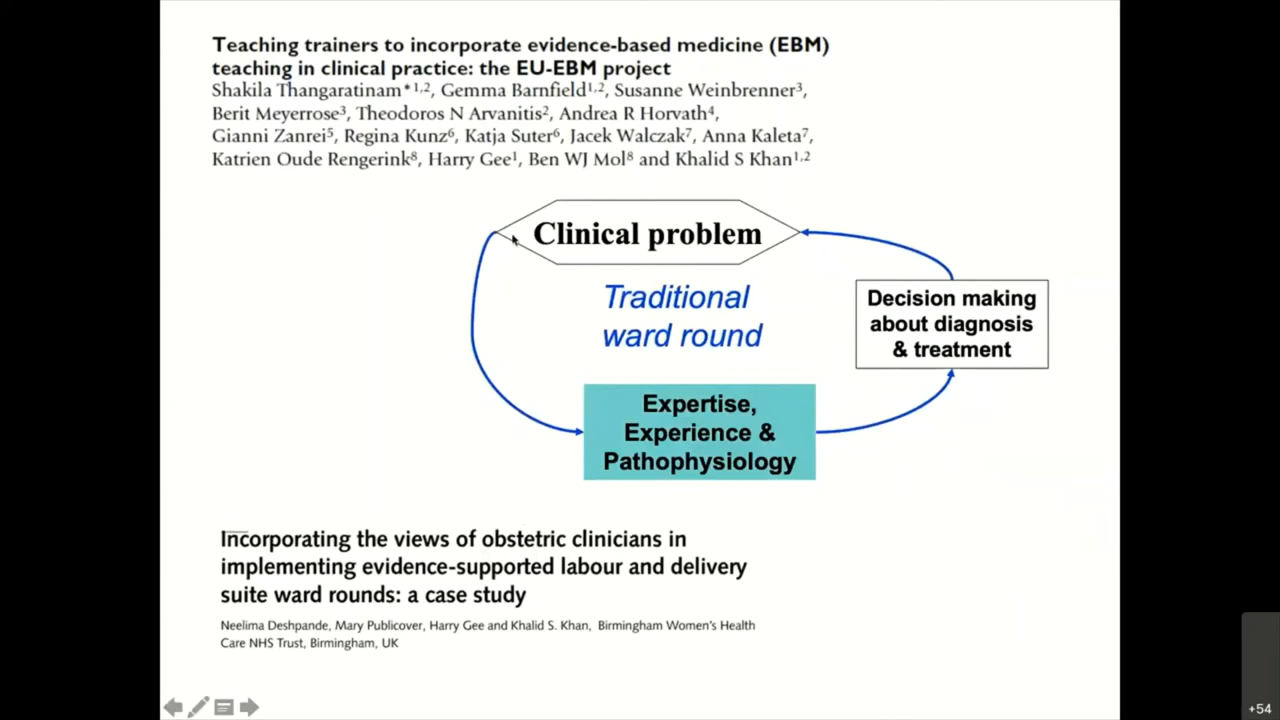 Teaching trainers to incorporate evidence-based medicine (EBM)
teaching in clinical practice: the EU-EBM project
Shakila Thangaratinam*1,2, Gemma Barnfield1,2, Susanne Weinbrenner3,
Berit Meyerrose3, Theodoros N Arvanitis2, Andrea R Horvath4,
Gianni Zanrei5, Regina Kunz6, Katja Suter6, Jacek Walczak7, Anna Kaleta7,
Katrien Oude Rengerink8, Harry Gee1, Ben WJ Mol8 and Khalid S Khan1,2
Clinical problem
Traditional
ward round
Decision making
about diagnosis
& treatment
Expertise,
Experience &
Pathophysiology
Incorporating the views of obstetric clinicians in
implementing evidence-supported labour and delivery
suite ward rounds: a case study
Neelima Deshpande, Mary Publicover, Harry Gee and Khalid S. Khan, Birmingham Women's Health
Care NHS Trust, Birmingham, UK
+54